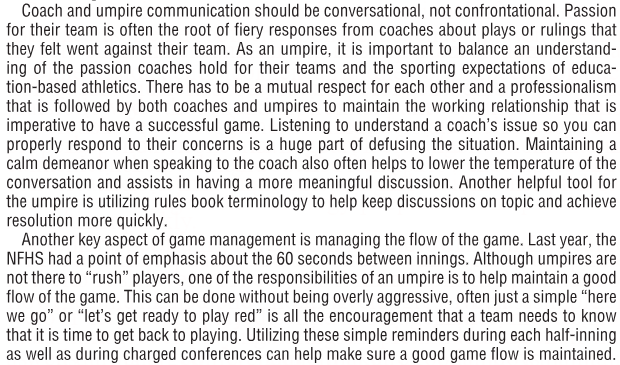 Coach and umpire communication should be conversational, not confrontational. Passion
for their team is often the root of fiery responses from coaches about plays or rulings that
they felt went against their team. As an umpire, it is important to balance an understand-
ing of the passion coaches hold for their teams and the sporting expectations of educa-
tion-based athletics. There has to be a mutual respect for each other and a professionalism
that is followed by both coaches and umpires to maintain the working relationship that is
imperative to have a successful game. Listening to understand a coach's issue so you can
properly respond to their concerns is a huge part of defusing the situation. Maintaining a
calm demeanor when speaking to the coach also often helps to lower the temperature of the
conversation and assists in having a more meaningful discussion. Another helpful tool for
the umpire is utilizing rules book terminology to help keep discussions on topic and achieve
resolution more quickly.
Another key aspect of game management is managing the flow of the game. Last year, the
NFHS had a point of emphasis about the 60 seconds between innings. Although umpires are
not there to “rush” players, one of the responsibilities of an umpire is to help maintain a good
flow of the game. This can be done without being overly aggressive, often just a simple “here
we go” or “let's get ready to play red” is all the encouragement that a team needs to know
that it is time to get back to playing. Utilizing these simple reminders during each half-inning
as well as during charged conferences can help make sure a good game flow is maintained.